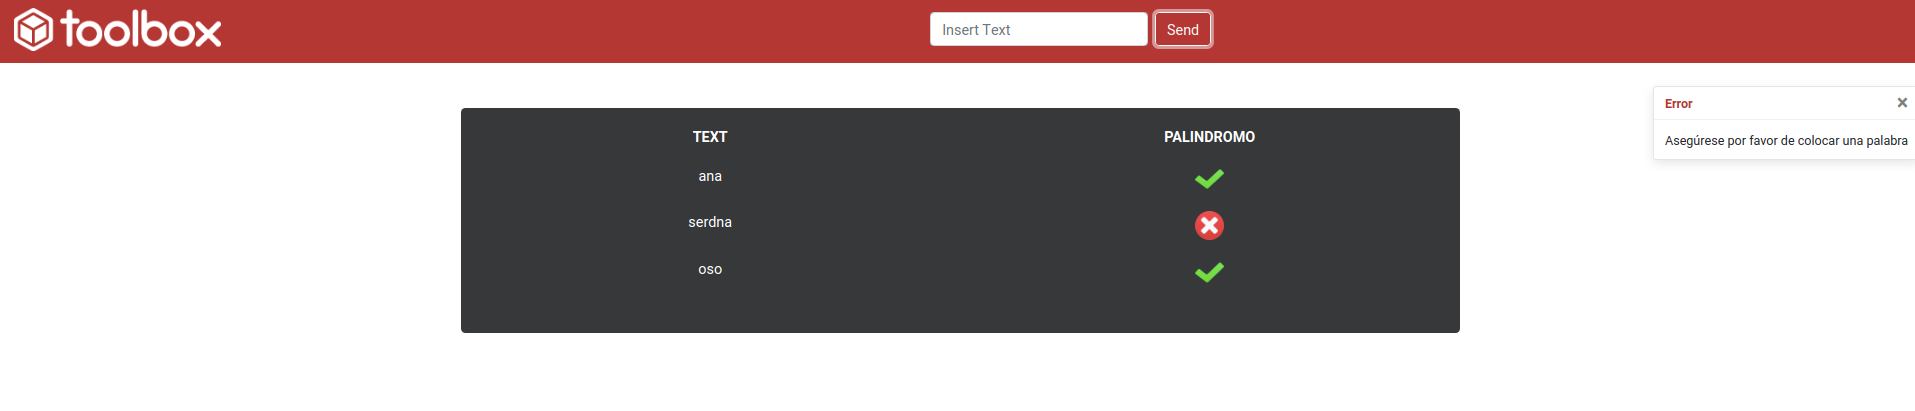 toolbox
Insert Text
Send
Error
Asegúrese por favor de colocar una palabra
TEXT PALINDROMO
ana
serdna
oso